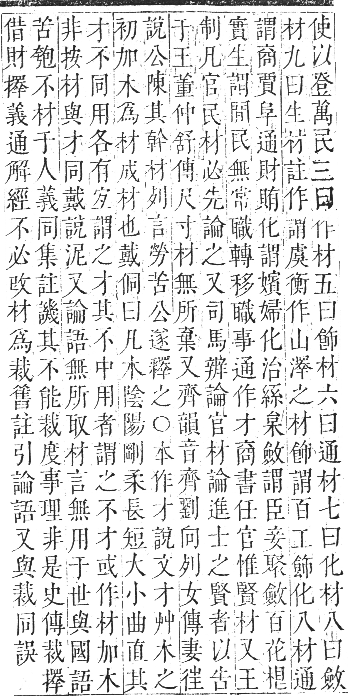 使以登萬民三曰作材五曰飾材六曰通材七曰化材八曰斂
材九曰生材註作謂虞衡作山澤之材飾謂百工飾化八材通
謂商賈阜通財賄化謂嬪婦化治絲枲斂謂臣妾聚斂百花
實生謂閒民無常職轉移職事通作才商書任官惟賢材又王
制凡官民材必先論之又司馬辨論官材論進士之賢者以吿
于王董仲舒傳尺寸材無所棄又齊韻音齊劉向列女傳妻徃
說公陳其幹材列言勞苦公遂釋之〇本作才說文才艸木之
初加木爲材成材也戴侗曰凡木陰陽剛柔長短大小曲直其
才不同用各有宐謂之才其不中用者謂之不才或作材加木
非按材與才同戴說泥又論語無所取材言無用于世與國語
苦匏不材于人義同集註譏其不能裁度事理非是史傳裁櫸
借財櫸義通解經不必攺材爲裁舊註引論語又與裁同誤